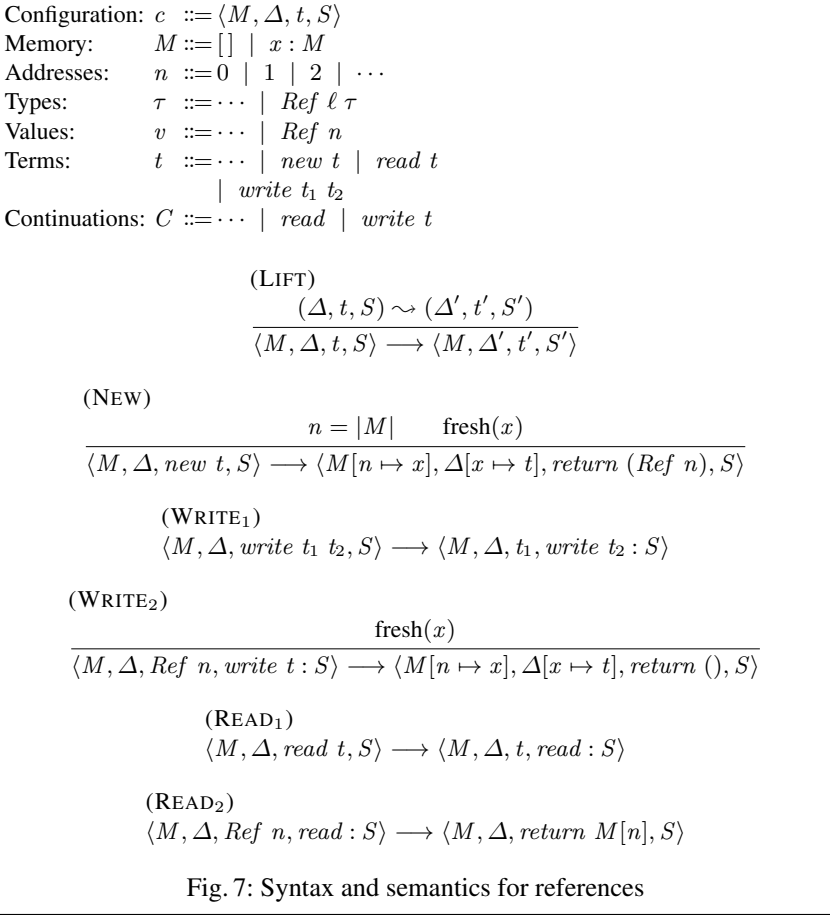 Configuration: c ::= ⟨M, Δ, t, S⟩
Memory: M ::= [ ] | x : M
Addresses: n ::= 0 | 1 | 2 | ⋯
Types: τ ::= ⋯ | Ref ℓ τ
Values: v ::= ⋯ | Ref n
Terms: t ::= ⋯ | new t | read t
| write t₁ t₂
Continuations: C ::= ⋯ | read | write t
(LIFT)
(Δ, t, S) ⇝ (Δ′, t′, S′)
⟨M, Δ, t, S⟩ ⟶ ⟨M, Δ′, t′, S′⟩
(NEW)
n = |M| fresh(x)
⟨M, Δ, new t, S⟩ ⟶ ⟨M[n ↦ x], Δ[x ↦ t], return (Ref n), S⟩
(WRITE₁)
⟨M, Δ, write t₁ t₂, S⟩ ⟶ ⟨M, Δ, t₁, write t₂ : S⟩
(WRITE₂)
fresh(x)
⟨M, Δ, Ref n, write t : S⟩ ⟶ ⟨M[n ↦ x], Δ[x ↦ t], return (), S⟩
(READ₁)
⟨M, Δ, read t, S⟩ ⟶ ⟨M, Δ, t, read : S⟩
(READ₂)
⟨M, Δ, Ref n, read : S⟩ ⟶ ⟨M, Δ, return M[n], S⟩
Fig. 7: Syntax and semantics for references